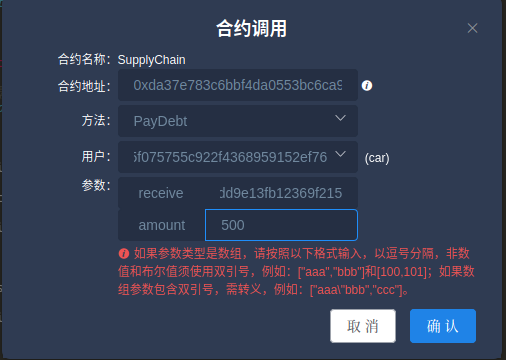 合约调用
合约名称：SupplyChain
合约地址： 0xda37e783c6bbf4da0553bc6ca9
方法： PayDebt
用户： 5f075755c922f4368959152ef76 (car)
参数： receive dd9e13fb12369f215
amount 500
如果参数类型是数组，请按照以下格式输入，以逗号分隔，非数
值和布尔值须使用双引号，例如：["aaa","bbb"]和[100,101]；如果数
组参数包含双引号，需转义，例如：["aaa\"bbb","ccc"]。
取 消 确 认